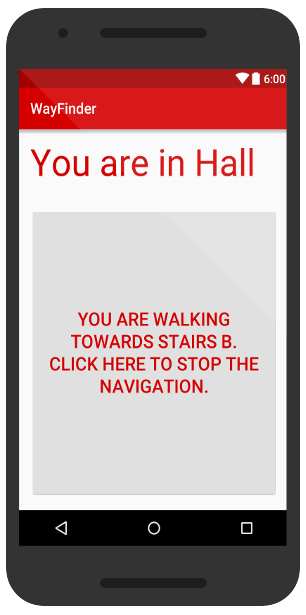 6:00
WayFinder
You are in Hall
YOU ARE WALKING
TOWARDS STAIRS B.
CLICK HERE TO STOP THE
NAVIGATION.